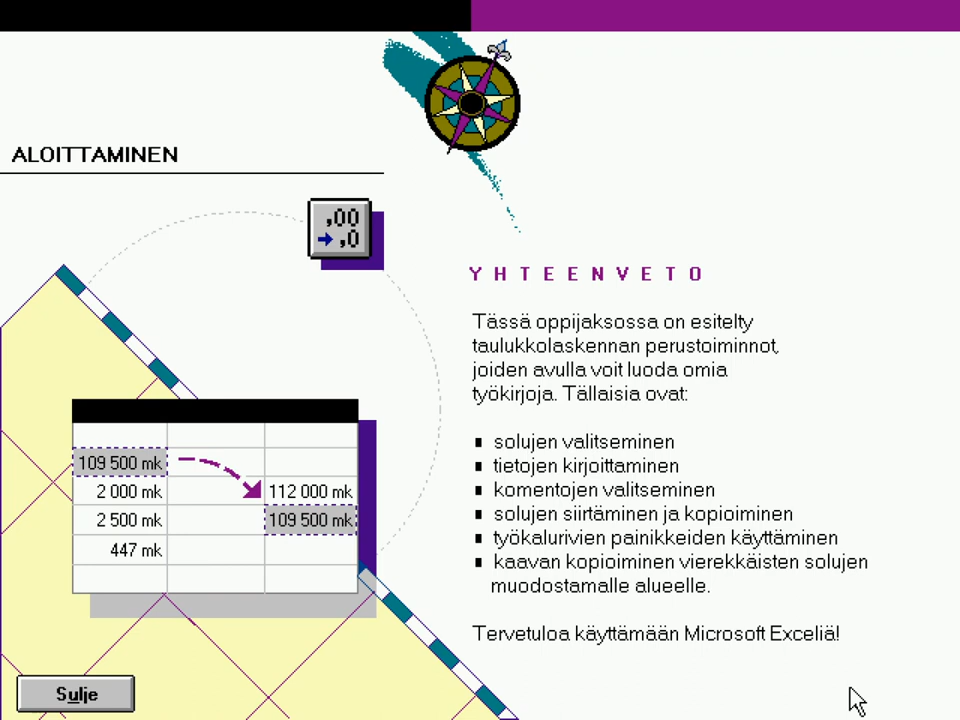 ALOITTAMINEN
,00
,0
YHTEENVETO
Tässä oppijaksossa on esitelty
taulukkolaskennan perustoiminnot,
joiden avulla voit luoda omia
työkirjoja. Tällaisia ovat:
▪ solujen valitseminen
▪ tietojen kirjoittaminen
▪ komentojen valitseminen
▪ solujen siirtäminen ja kopioiminen
▪ työkalurivien painikkeiden käyttäminen
▪ kaavan kopioiminen vierekkäisten solujen
muodostamalle alueelle.
Tervetuloa käyttämään Microsoft Exceliä!
109 500 mk
2 000 mk 112 000 mk
2 500 mk 109 500 mk
447 mk
Sulje